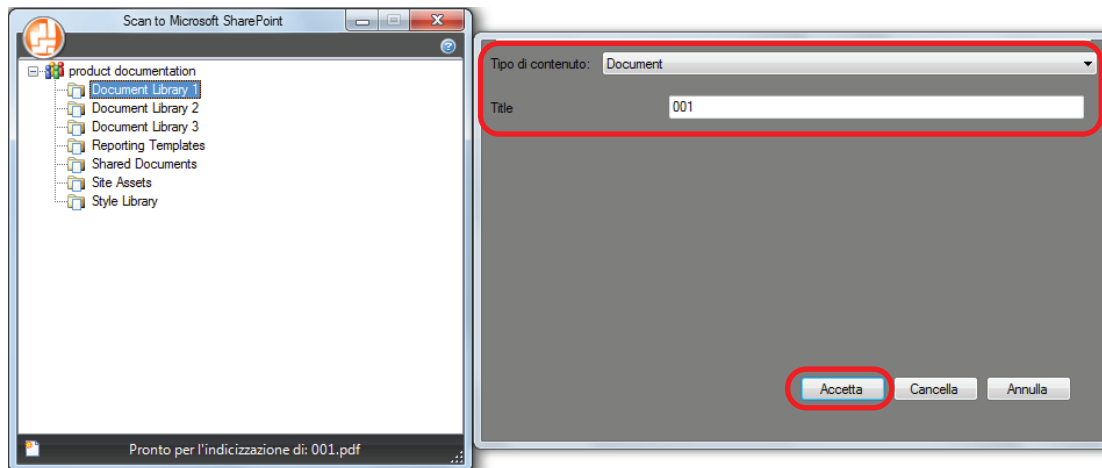 Scan to Microsoft SharePoint
product documentation
Document Library 1
Document Library 2
Document Library 3
Reporting Templates
Shared Documents
Site Assets
Style Library
Pronto per l'indicizzazione di: 001.pdf
Tipo di contenuto: Document
Title 001
Accetta Cancella Annulla